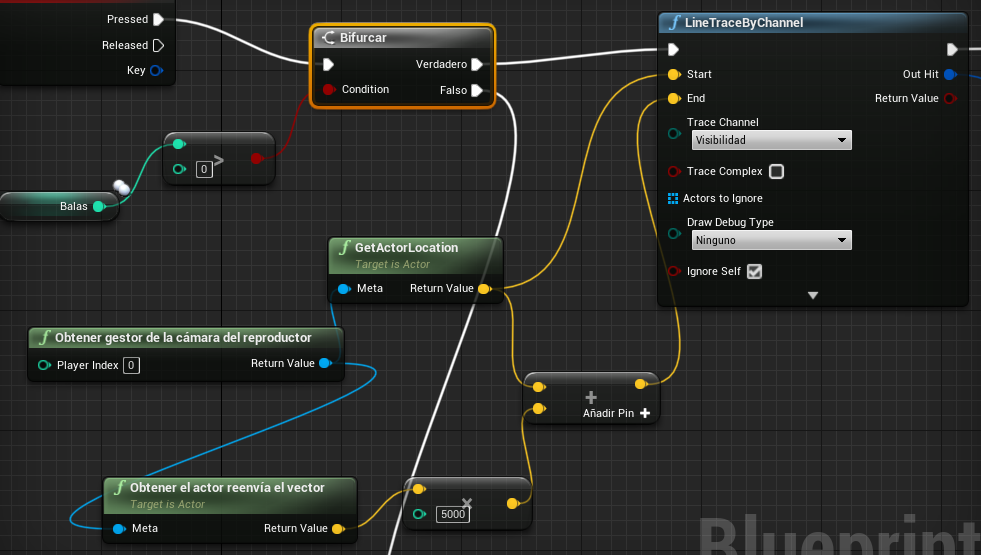 Pressed
Released
Key
Bifurcar
Verdadero
Condition
Falso
LineTraceByChannel
Start
Out Hit
End
Return Value
Trace Channel
Visibilidad
Trace Complex
Actors to Ignore
Draw Debug Type
Ninguno
Ignore Self
>
0
Balas
GetActorLocation
Target is Actor
Meta
Return Value
Obtener gestor de la cámara del reproductor
Player Index 0
Return Value
+
Añadir Pin +
Obtener el actor reenvía el vector
Target is Actor
Meta
Return Value
×
5000
Blueprint